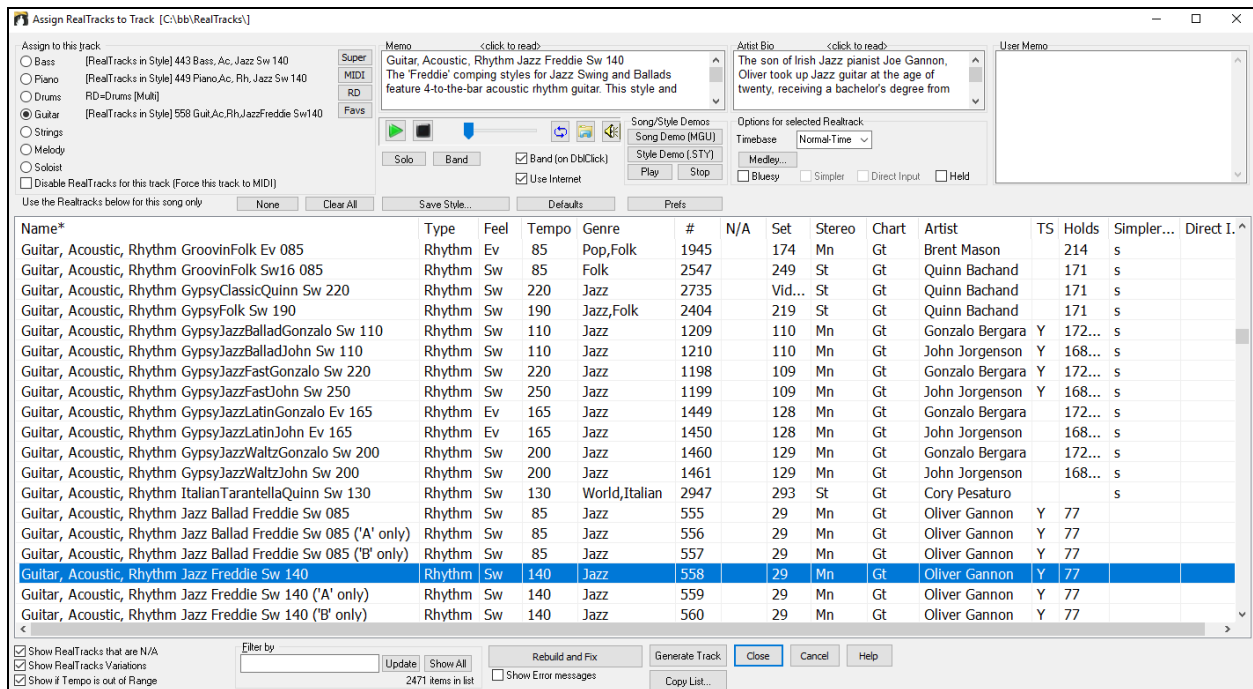 Assign RealTracks to Track [C:\bb\RealTracks\]
Assign to this track
Bass [RealTracks in Style] 443 Bass, Ac, Jazz Sw 140 Super
Piano [RealTracks in Style] 449 Piano,Ac, Rh, Jazz Sw 140 MIDI
Drums RD=Drums [Multi] RD
Guitar [RealTracks in Style] 558 Guit,Ac,Rh,JazzFreddie Sw140 Favs
Strings
Melody
Soloist
Disable RealTracks for this track (Force this track to MIDI)
Memo <click to read>
Guitar, Acoustic, Rhythm Jazz Freddie Sw 140
The 'Freddie' comping styles for Jazz Swing and Ballads
feature 4-to-the-bar acoustic rhythm guitar. This style and
Artist Bio <click to read>
The son of Irish Jazz pianist Joe Gannon,
Oliver took up Jazz guitar at the age of
twenty, receiving a bachelor's degree from
User Memo
Solo Band
Band (on DblClick)
Use Internet
Song/Style Demos
Song Demo (MGU)
Style Demo (.STY)
Play Stop
Options for selected Realtrack
Timebase Normal-Time
Medley...
Bluesy Simpler Direct Input Held
Use the Realtracks below for this song only None Clear All Save Style... Defaults Prefs
Name* Type Feel Tempo Genre # N/A Set Stereo Chart Artist TS Holds Simpler... Direct I.
Guitar, Acoustic, Rhythm GroovinFolk Ev 085 Rhythm Ev 85 Pop,Folk 1945 174 Mn Gt Brent Mason 214 s
Guitar, Acoustic, Rhythm GroovinFolk Sw16 085 Rhythm Sw 85 Folk 2547 249 St Gt Quinn Bachand 171 s
Guitar, Acoustic, Rhythm GypsyClassicQuinn Sw 220 Rhythm Sw 220 Jazz 2735 Vid... St Gt Quinn Bachand 171 s
Guitar, Acoustic, Rhythm GypsyFolk Sw 190 Rhythm Sw 190 Jazz,Folk 2404 219 St Gt Quinn Bachand 171 s
Guitar, Acoustic, Rhythm GypsyJazzBalladGonzalo Sw 110 Rhythm Sw 110 Jazz 1209 110 Mn Gt Gonzalo Bergara Y 172... s
Guitar, Acoustic, Rhythm GypsyJazzBalladJohn Sw 110 Rhythm Sw 110 Jazz 1210 110 Mn Gt John Jorgenson Y 168... s
Guitar, Acoustic, Rhythm GypsyJazzFastGonzalo Sw 220 Rhythm Sw 220 Jazz 1198 109 Mn Gt Gonzalo Bergara Y 172... s
Guitar, Acoustic, Rhythm GypsyJazzFastJohn Sw 250 Rhythm Sw 250 Jazz 1199 109 Mn Gt John Jorgenson Y 168... s
Guitar, Acoustic, Rhythm GypsyJazzLatinGonzalo Ev 165 Rhythm Ev 165 Jazz 1449 128 Mn Gt Gonzalo Bergara 172... s
Guitar, Acoustic, Rhythm GypsyJazzLatinJohn Ev 165 Rhythm Ev 165 Jazz 1450 128 Mn Gt John Jorgenson 168... s
Guitar, Acoustic, Rhythm GypsyJazzWaltzGonzalo Sw 200 Rhythm Sw 200 Jazz 1460 129 Mn Gt Gonzalo Bergara 172... s
Guitar, Acoustic, Rhythm GypsyJazzWaltzJohn Sw 200 Rhythm Sw 200 Jazz 1461 129 Mn Gt John Jorgenson 168... s
Guitar, Acoustic, Rhythm ItalianTarantellaQuinn Sw 130 Rhythm Sw 130 World,Italian 2947 293 St Gt Cory Pesaturo s
Guitar, Acoustic, Rhythm Jazz Ballad Freddie Sw 085 Rhythm Sw 85 Jazz 555 29 Mn Gt Oliver Gannon Y 77
Guitar, Acoustic, Rhythm Jazz Ballad Freddie Sw 085 ('A' only) Rhythm Sw 85 Jazz 556 29 Mn Gt Oliver Gannon Y 77
Guitar, Acoustic, Rhythm Jazz Ballad Freddie Sw 085 ('B' only) Rhythm Sw 85 Jazz 557 29 Mn Gt Oliver Gannon Y 77
Guitar, Acoustic, Rhythm Jazz Freddie Sw 140 Rhythm Sw 140 Jazz 558 29 Mn Gt Oliver Gannon Y 77
Guitar, Acoustic, Rhythm Jazz Freddie Sw 140 ('A' only) Rhythm Sw 140 Jazz 559 29 Mn Gt Oliver Gannon Y 77
Guitar, Acoustic, Rhythm Jazz Freddie Sw 140 ('B' only) Rhythm Sw 140 Jazz 560 29 Mn Gt Oliver Gannon Y 77
Show RealTracks that are N/A
Show RealTracks Variations
Show if Tempo is out of Range
Filter by
Update Show All
2471 items in list
Rebuild and Fix
Show Error messages
Generate Track Close Cancel Help
Copy List...